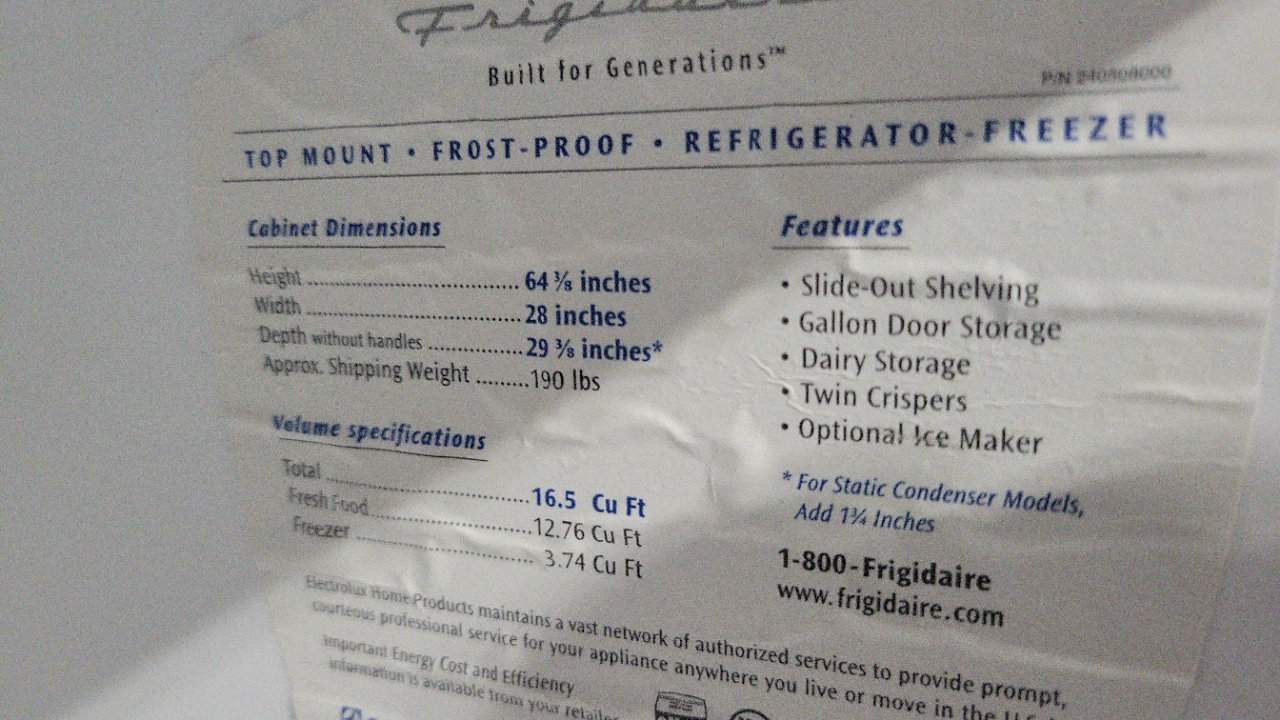 Frigidaire
Built for Generations™
P/N 240808000
TOP MOUNT • FROST-PROOF • REFRIGERATOR-FREEZER
Cabinet Dimensions
Height ........................................ 64 ⅜ inches
Width ......................................... 28 inches
Depth without handles .................. 29 ⅜ inches*
Approx. Shipping Weight ......... 190 lbs
Volume specifications
Total ....................................... 16.5 Cu Ft
Fresh Food ............................... 12.76 Cu Ft
Freezer .................................. 3.74 Cu Ft
Features
• Slide-Out Shelving
• Gallon Door Storage
• Dairy Storage
• Twin Crispers
• Optional Ice Maker
* For Static Condenser Models,
Add 1¾ Inches
1-800-Frigidaire
www.frigidaire.com
Electrolux Home Products maintains a vast network of authorized services to provide prompt,
courteous professional service for your appliance anywhere you live or move in the
Important Energy Cost and Efficiency
information is available from your retailer